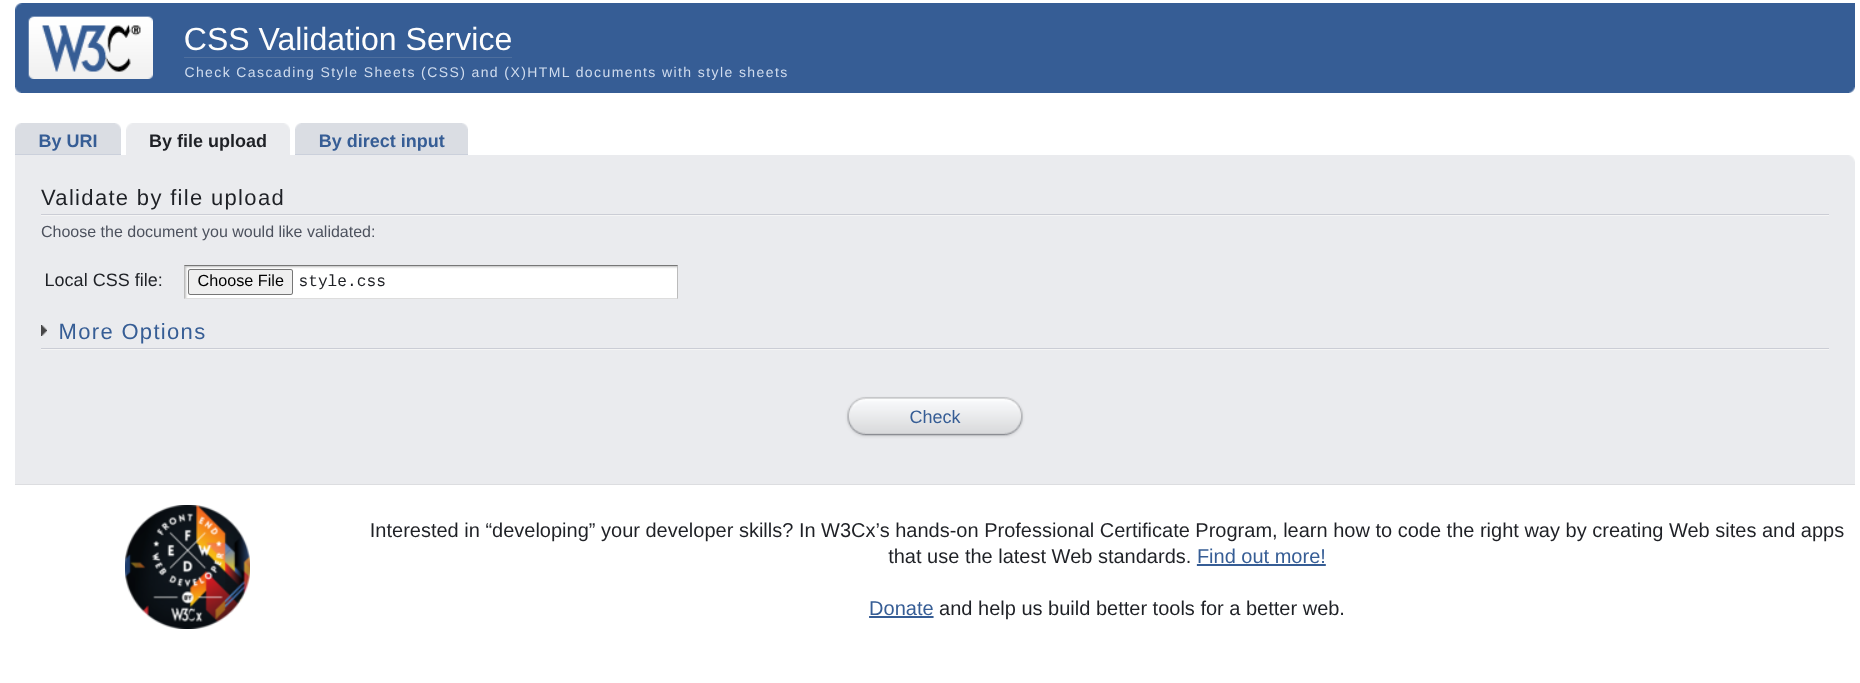 W3C®
CSS Validation Service
Check Cascading Style Sheets (CSS) and (X)HTML documents with style sheets
By URI
By file upload
By direct input
Validate by file upload
Choose the document you would like validated:
Local CSS file:
Choose File
style.css
More Options
Check
FRONT END
F
E W
D
WEB DEVELOPER
BY
W3Cx
Interested in “developing” your developer skills? In W3Cx’s hands-on Professional Certificate Program, learn how to code the right way by creating Web sites and apps
that use the latest Web standards. Find out more!
Donate and help us build better tools for a better web.